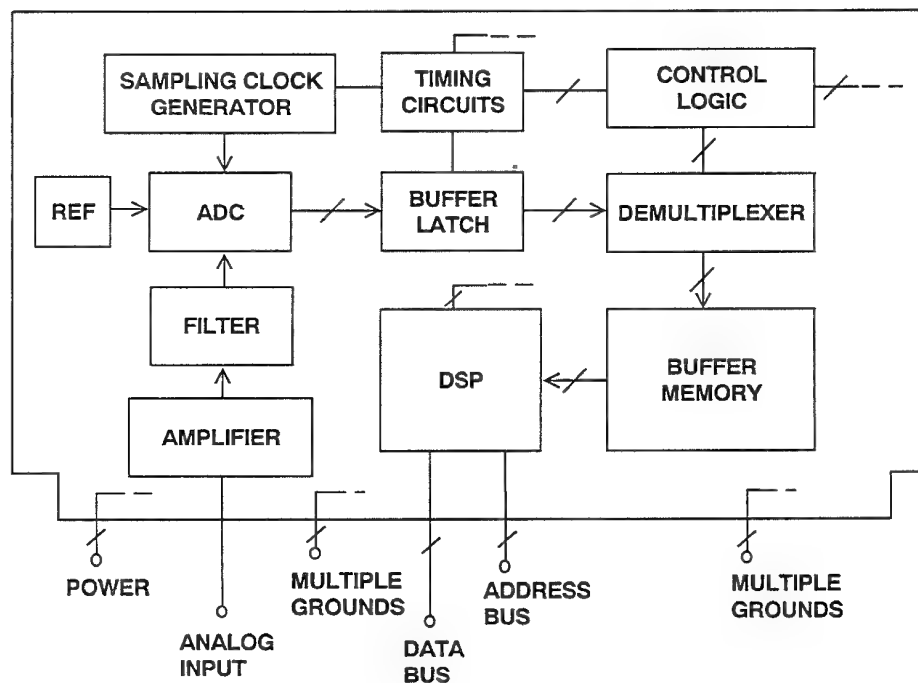 SAMPLING CLOCK
GENERATOR
TIMING
CIRCUITS
CONTROL
LOGIC
REF
ADC
BUFFER
LATCH
DEMULTIPLEXER
FILTER
DSP
BUFFER
MEMORY
AMPLIFIER
POWER
ANALOG
INPUT
MULTIPLE
GROUNDS
DATA
BUS
ADDRESS
BUS
MULTIPLE
GROUNDS